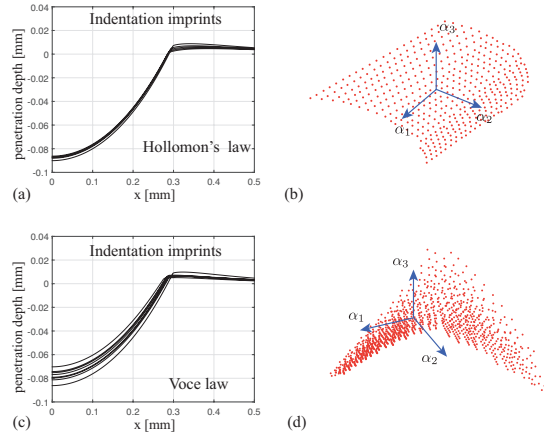 Indentation imprints
penetration depth [mm]
0.04
0.02
0
-0.02
-0.04
-0.06
-0.08
-0.1
Hollomon's law
0 0.1 0.2 0.3 0.4 0.5
x [mm]
(a)
α3
α1
α2
(b)
Indentation imprints
penetration depth [mm]
0.04
0.02
0
-0.02
-0.04
-0.06
-0.08
-0.1
Voce law
0 0.1 0.2 0.3 0.4 0.5
x [mm]
(c)
α3
α1
α2
(d)